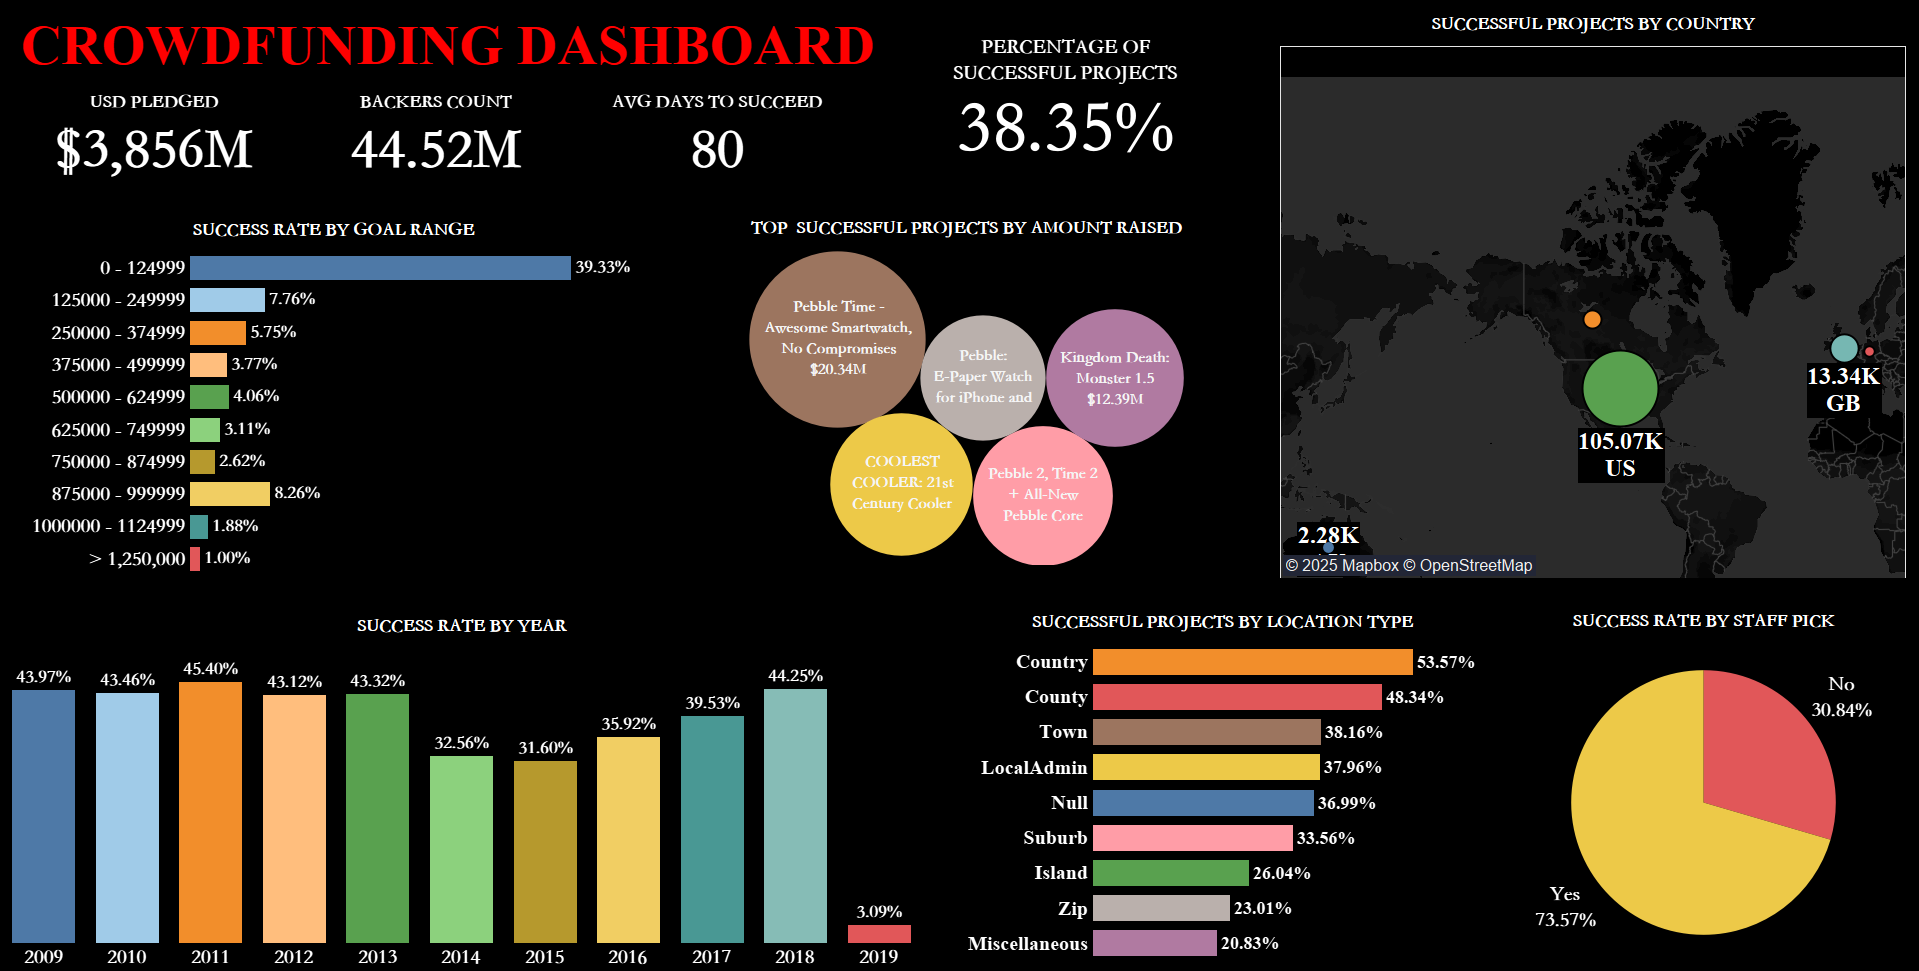 CROWDFUNDING DASHBOARD
USD PLEDGED
$3,856M
BACKERS COUNT
44.52M
AVG DAYS TO SUCCEED
80
PERCENTAGE OF
SUCCESSFUL PROJECTS
38.35%
SUCCESSFUL PROJECTS BY COUNTRY
13.34K
GB
105.07K
US
2.28K
© 2025 Mapbox © OpenStreetMap
SUCCESS RATE BY GOAL RANGE
0 - 124999 39.33%
125000 - 249999 7.76%
250000 - 374999 5.75%
375000 - 499999 3.77%
500000 - 624999 4.06%
625000 - 749999 3.11%
750000 - 874999 2.62%
875000 - 999999 8.26%
1000000 - 1124999 1.88%
> 1,250,000 1.00%
TOP SUCCESSFUL PROJECTS BY AMOUNT RAISED
Pebble Time -
Awesome Smartwatch,
No Compromises
$20.34M
Pebble:
E-Paper Watch
for iPhone and
Kingdom Death:
Monster 1.5
$12.39M
COOLEST
COOLER: 21st
Century Cooler
Pebble 2, Time 2
+ All-New
Pebble Core
SUCCESS RATE BY YEAR
43.97%
43.46%
45.40%
43.12%
43.32%
32.56%
31.60%
35.92%
39.53%
44.25%
3.09%
2009 2010 2011 2012 2013 2014 2015 2016 2017 2018 2019
SUCCESSFUL PROJECTS BY LOCATION TYPE
Country 53.57%
County 48.34%
Town 38.16%
LocalAdmin 37.96%
Null 36.99%
Suburb 33.56%
Island 26.04%
Zip 23.01%
Miscellaneous 20.83%
SUCCESS RATE BY STAFF PICK
No
30.84%
Yes
73.57%